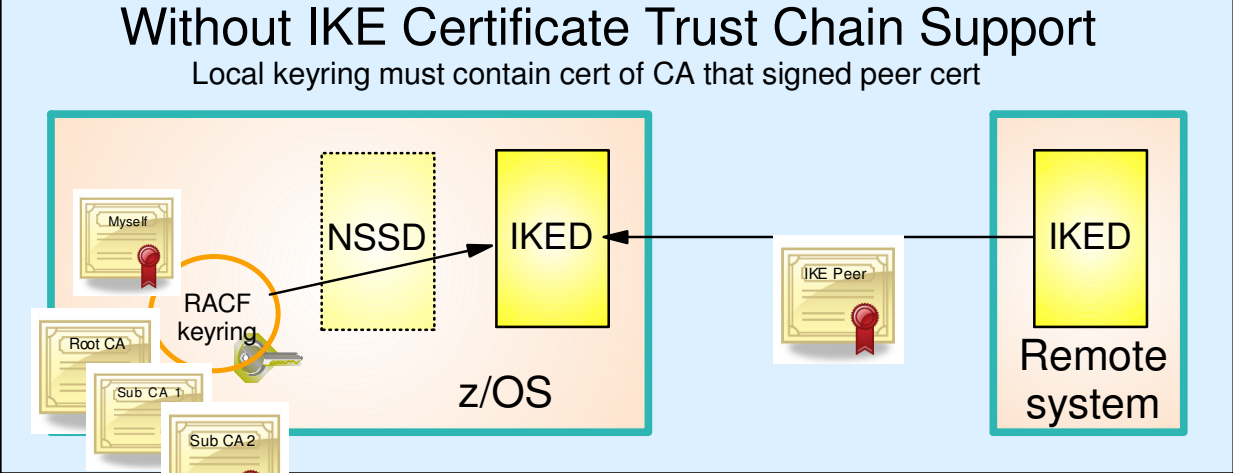 Without IKE Certificate Trust Chain Support
Local keyring must contain cert of CA that signed peer cert
Myself
RACF
keyring
Root CA
Sub CA 1
Sub CA 2
NSSD
IKED
z/OS
IKE Peer
IKED
Remote
system